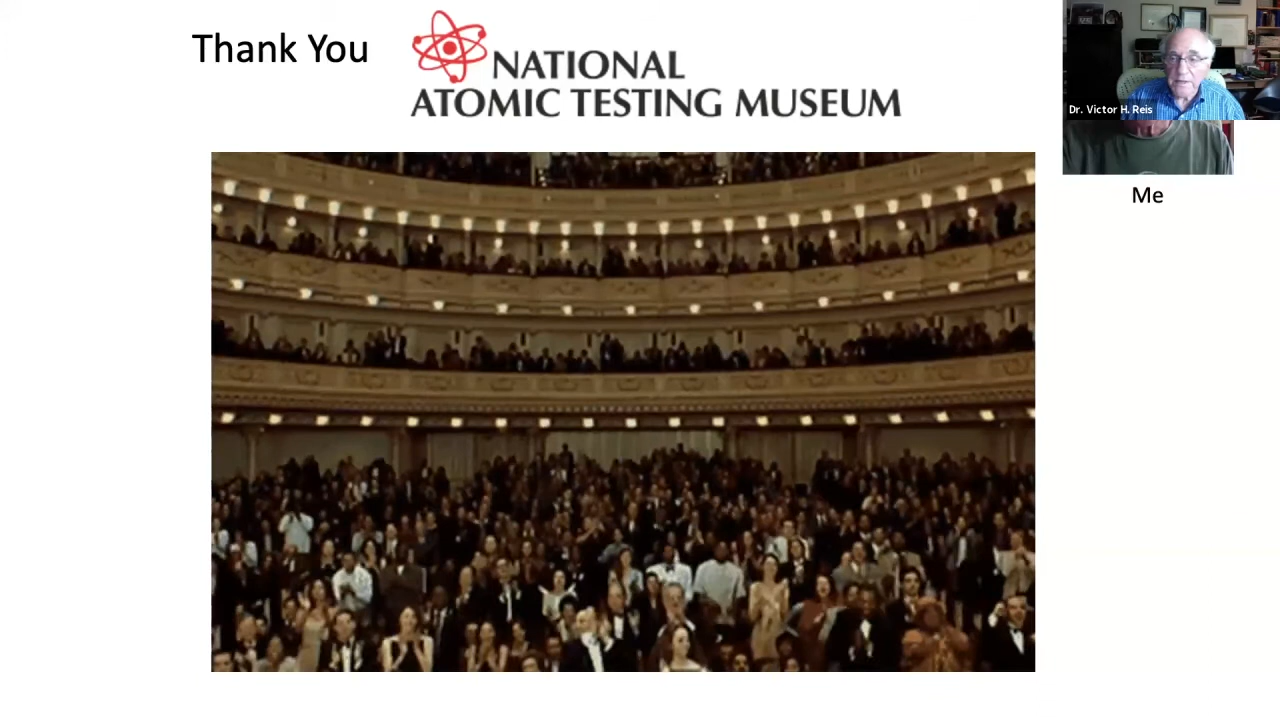 Thank You
NATIONAL
ATOMIC TESTING MUSEUM
Dr. Victor H. Reis
Me